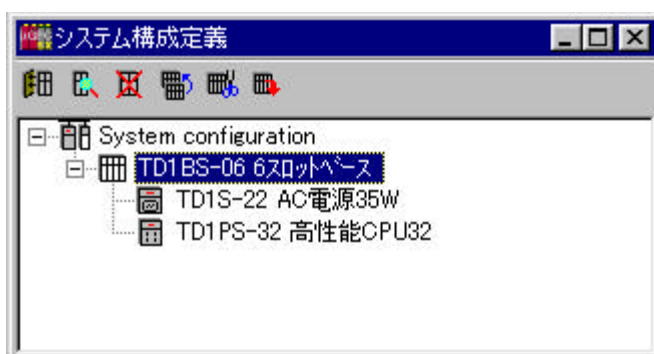 システム構成定義
System configuration
TD1BS-06 6ｽﾛｯﾄﾍﾞｰｽ
TD1S-22 AC電源35W
TD1PS-32 高性能CPU32